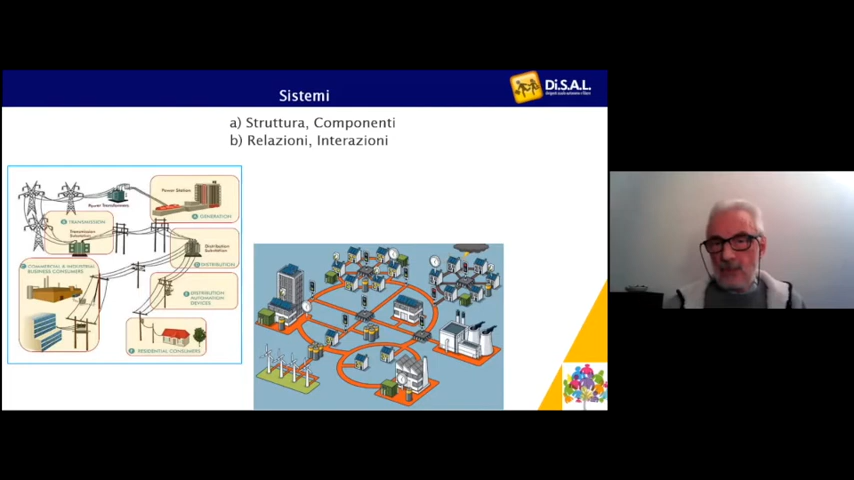 Sistemi
Di.S.A.L.
a) Struttura, Componenti
b) Relazioni, Interazioni
Power Station
Power Transformers
GENERATION
TRANSMISSION
Transmission
Substation
Distribution
Substation
DISTRIBUTION
COMMERCIAL & INDUSTRIAL
BUSINESS CONSUMERS
DISTRIBUTION
AUTOMATION
DEVICES
RESIDENTIAL CONSUMERS